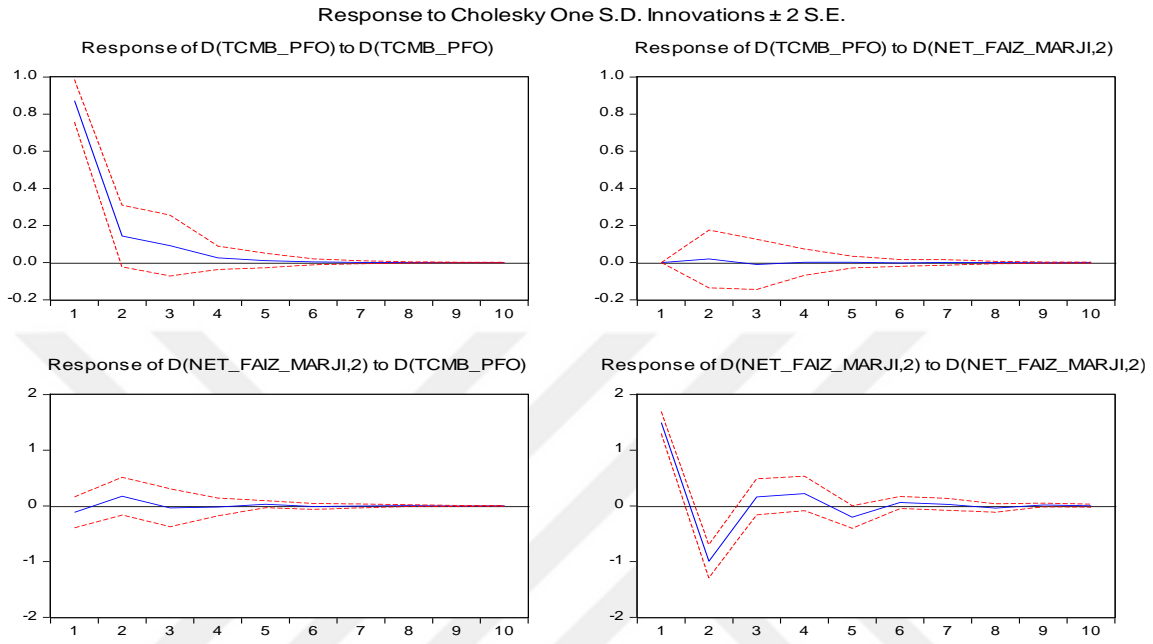 Response to Cholesky One S.D. Innovations ± 2 S.E.
Response of D(TCMB_PFO) to D(TCMB_PFO)
1.0
0.8
0.6
0.4
0.2
0.0
-0.2
1 2 3 4 5 6 7 8 9 10
Response of D(TCMB_PFO) to D(NET_FAIZ_MARJI,2)
1.0
0.8
0.6
0.4
0.2
0.0
-0.2
1 2 3 4 5 6 7 8 9 10
Response of D(NET_FAIZ_MARJI,2) to D(TCMB_PFO)
2
1
0
-1
-2
1 2 3 4 5 6 7 8 9 10
Response of D(NET_FAIZ_MARJI,2) to D(NET_FAIZ_MARJI,2)
2
1
0
-1
-2
1 2 3 4 5 6 7 8 9 10